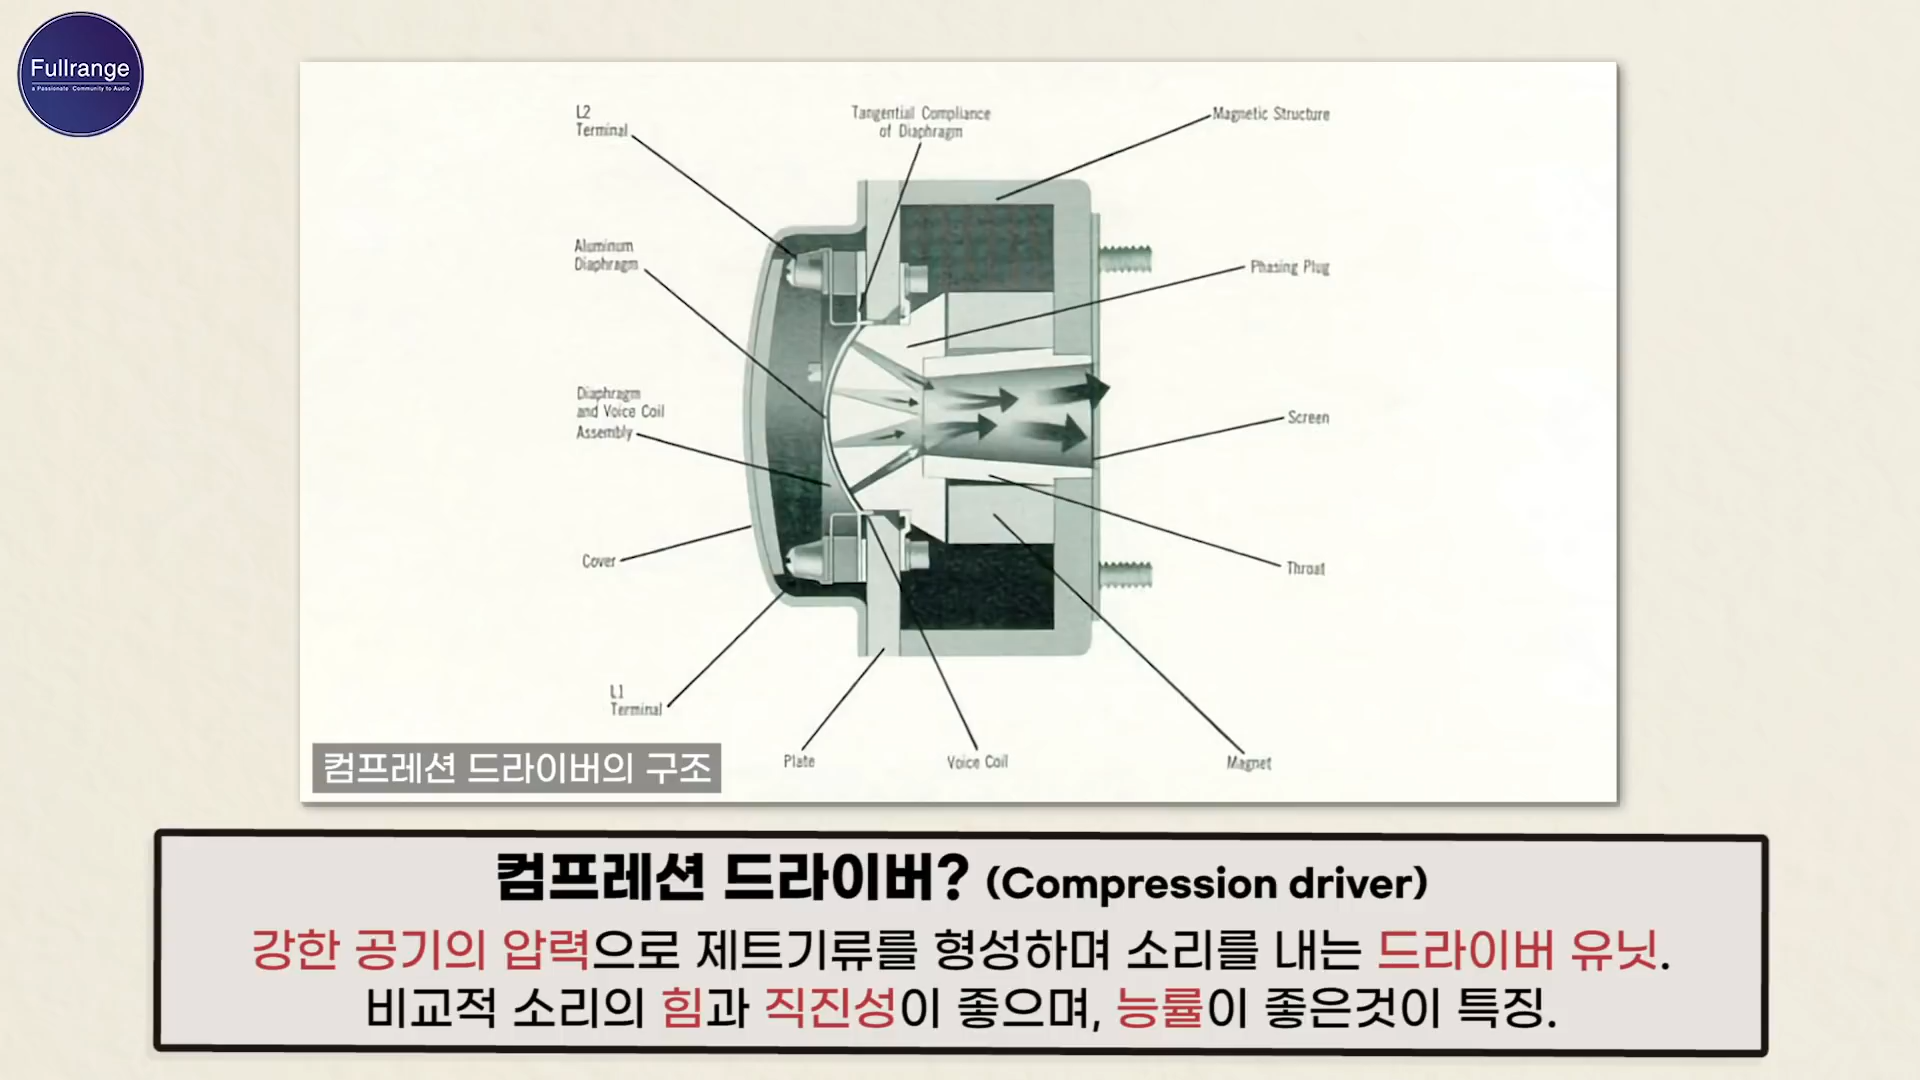 Fullrange
a Passionate Community to Audio
L2
Terminal
Tangential Compliance
of Diaphragm
Magnetic Structure
Aluminum
Diaphragm
Phasing Plug
Diaphragm
and Voice Coil
Assembly
Screen
Cover
Throat
L1
Terminal
Plate
Voice Coil
Magnet
컴프레션 드라이버의 구조
컴프레션 드라이버? (Compression driver)
강한 공기의 압력으로 제트기류를 형성하며 소리를 내는 드라이버 유닛.
비교적 소리의 힘과 직진성이 좋으며, 능률이 좋은것이 특징.